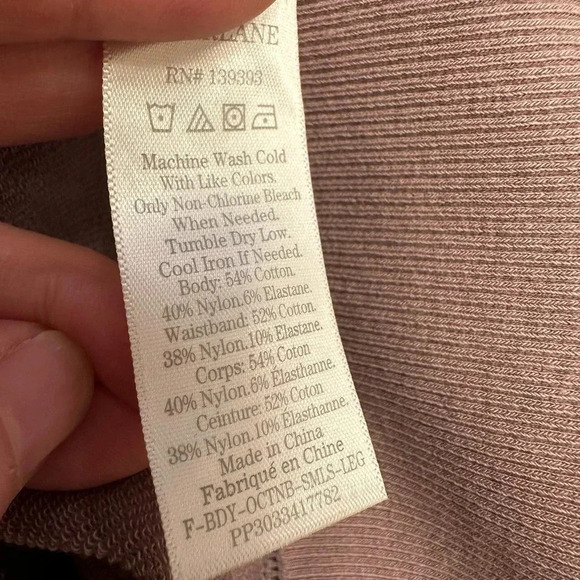 RN# 139393
Machine Wash Cold
With Like Colors.
Only Non-Chlorine Bleach
When Needed.
Tumble Dry Low.
Cool Iron If Needed.
Body: 54% Cotton.
40% Nylon.6% Elastane.
Waistband: 52% Cotton.
38% Nylon.10% Elastane.
Corps: 54% Coton
40% Nylon.6% Élasthanne.
Ceinture: 52% Coton
38% Nylon.10% Élasthanne.
Made in China
Fabriqué en Chine
F-BDY-OCTNB-SMLS-LEG
PP3033417782